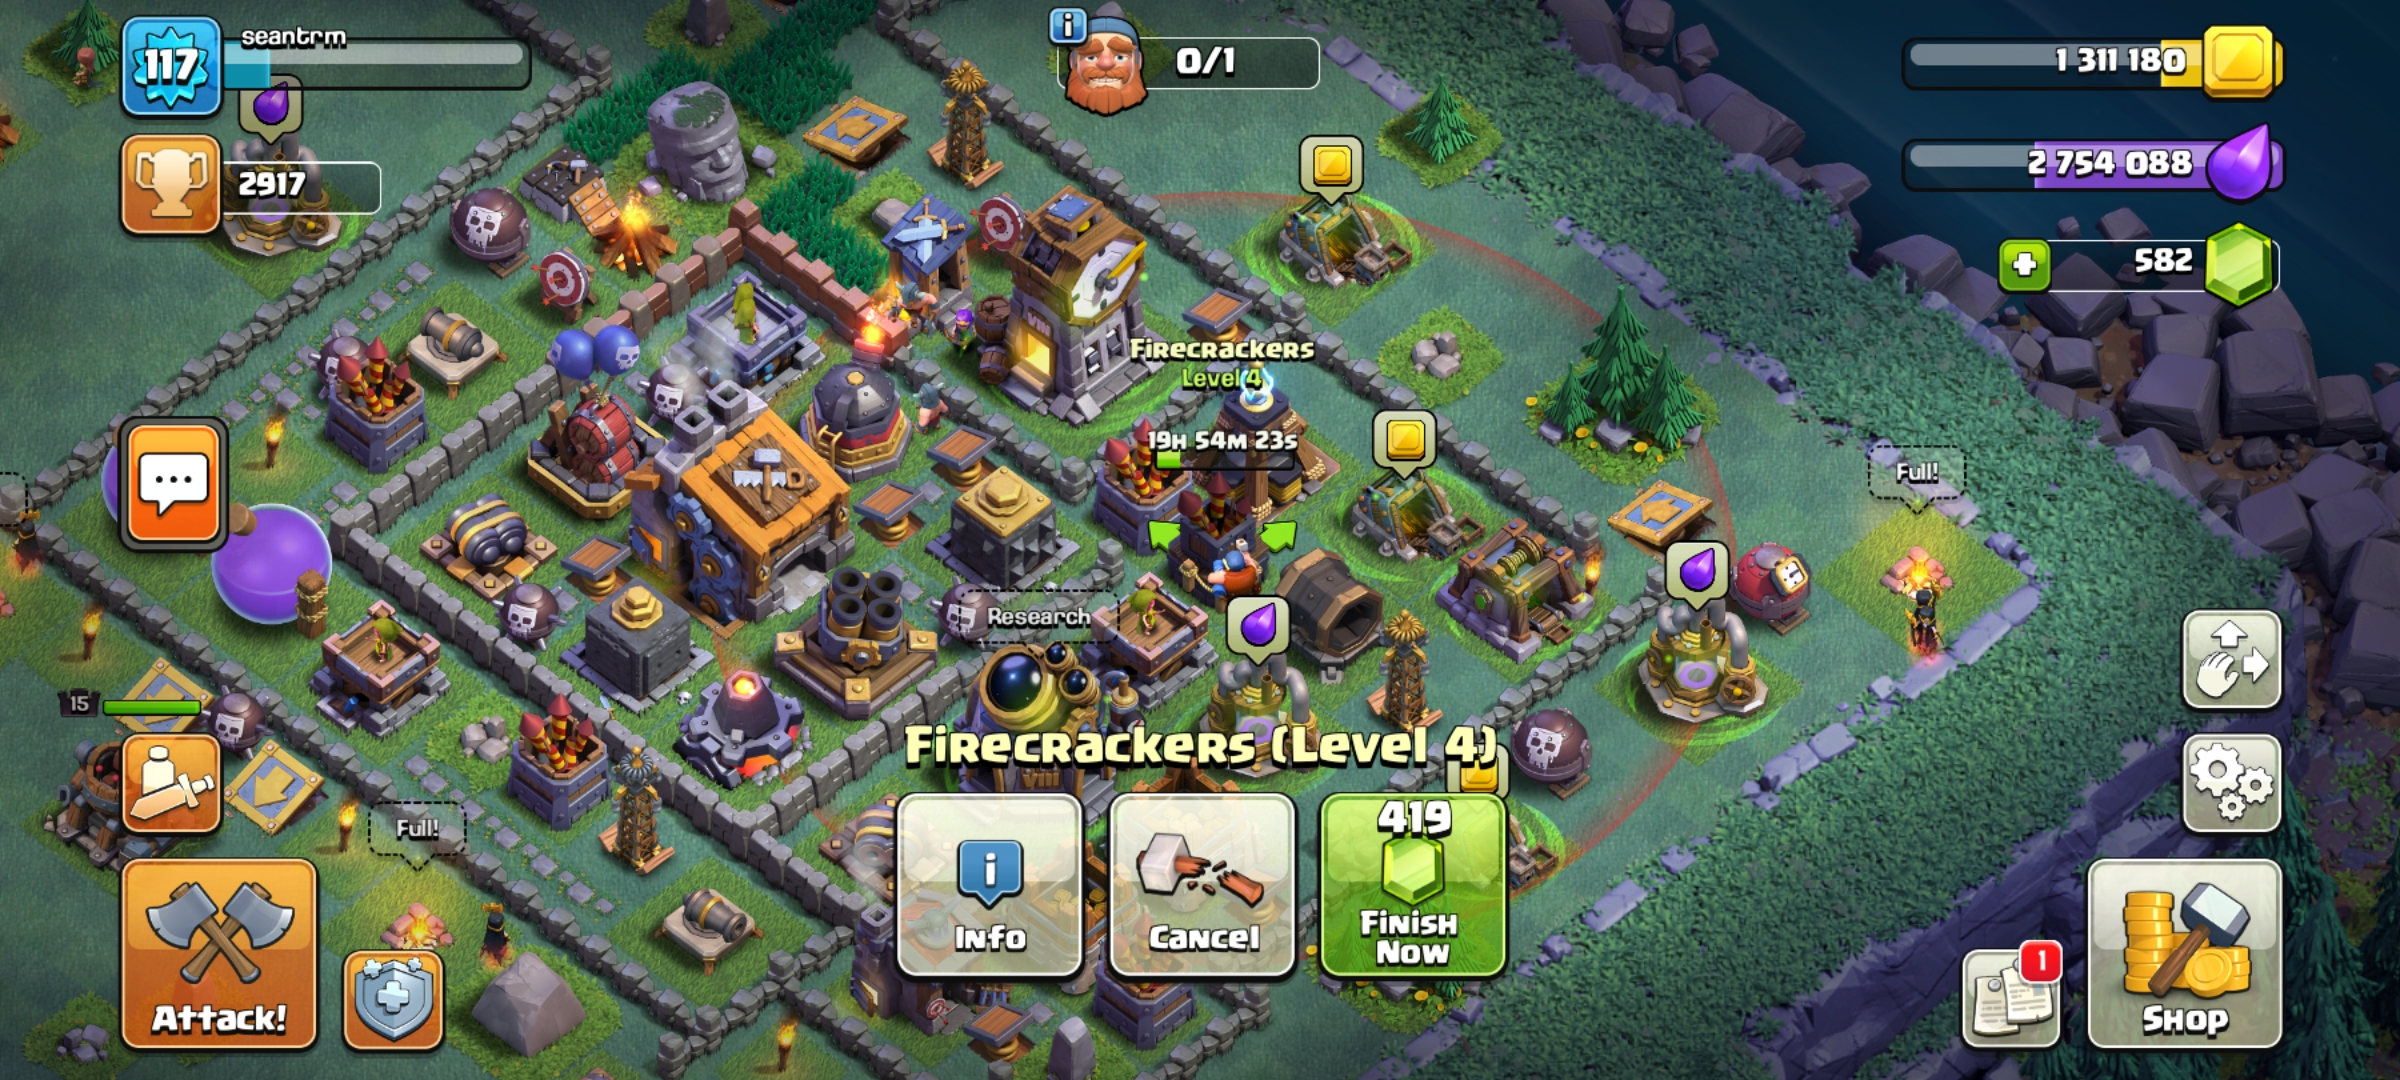 117
seantrm
0/1
1 311 180
2917
2 754 088
582
Firecrackers
Level 4
19h 54m 23s
Full!
Research
15
Firecrackers (Level 4)
Full!
419
Info
Cancel
Finish
Now
Attack!
1
Shop